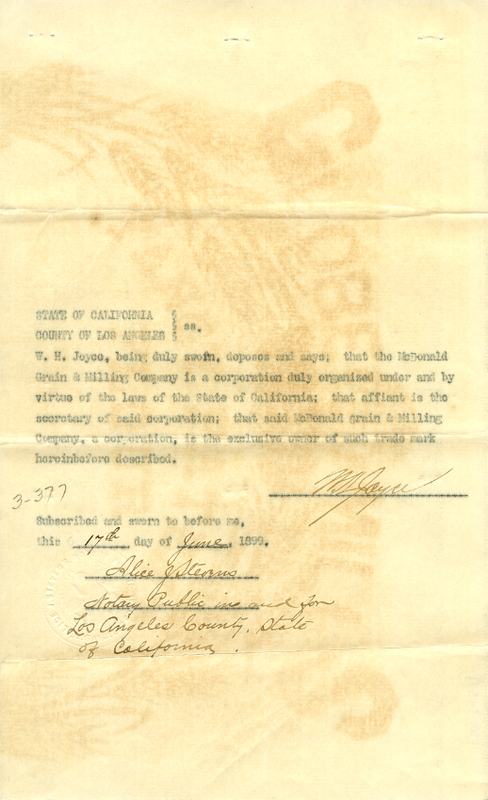 STATE OF CALIFORNIA
COUNTY OF LOS ANGELES ss.
W. H. Joyce, being duly sworn, deposes and says; that the McDonald
Grain & Milling Company is a corporation duly organized under and by
virtue of the laws of the State of California; that affiant is the
secretary of said corporation; that said McDonald grain & Milling
Company, a corporation, is the exclusive owner of such trade mark
hereinbefore described.
W H Joyce
3-377
Subscribed and sworn to before me,
this 17th day of June, 1899.
Alice J Stevens
Notary Public in and for
Los Angeles County, State
of California.